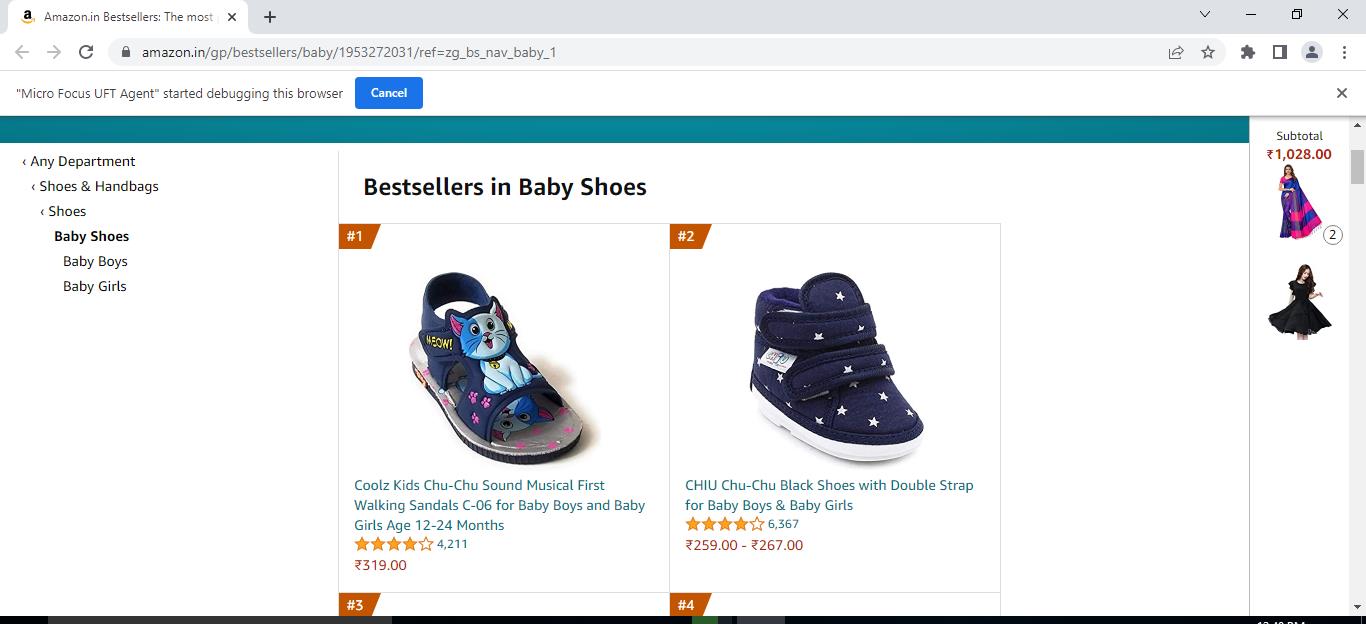 Amazon.in Bestsellers: The most
amazon.in/gp/bestsellers/baby/1953272031/ref=zg_bs_nav_baby_1
"Micro Focus UFT Agent" started debugging this browser
Cancel
‹ Any Department
‹ Shoes & Handbags
‹ Shoes
Baby Shoes
Baby Boys
Baby Girls
Bestsellers in Baby Shoes
#1
MEOW!
Coolz Kids Chu-Chu Sound Musical First
Walking Sandals C-06 for Baby Boys and Baby
Girls Age 12-24 Months
4,211
₹319.00
#2
CHIU Chu-Chu Black Shoes with Double Strap
for Baby Boys & Baby Girls
6,367
₹259.00 - ₹267.00
#3
#4
Subtotal
₹1,028.00
2